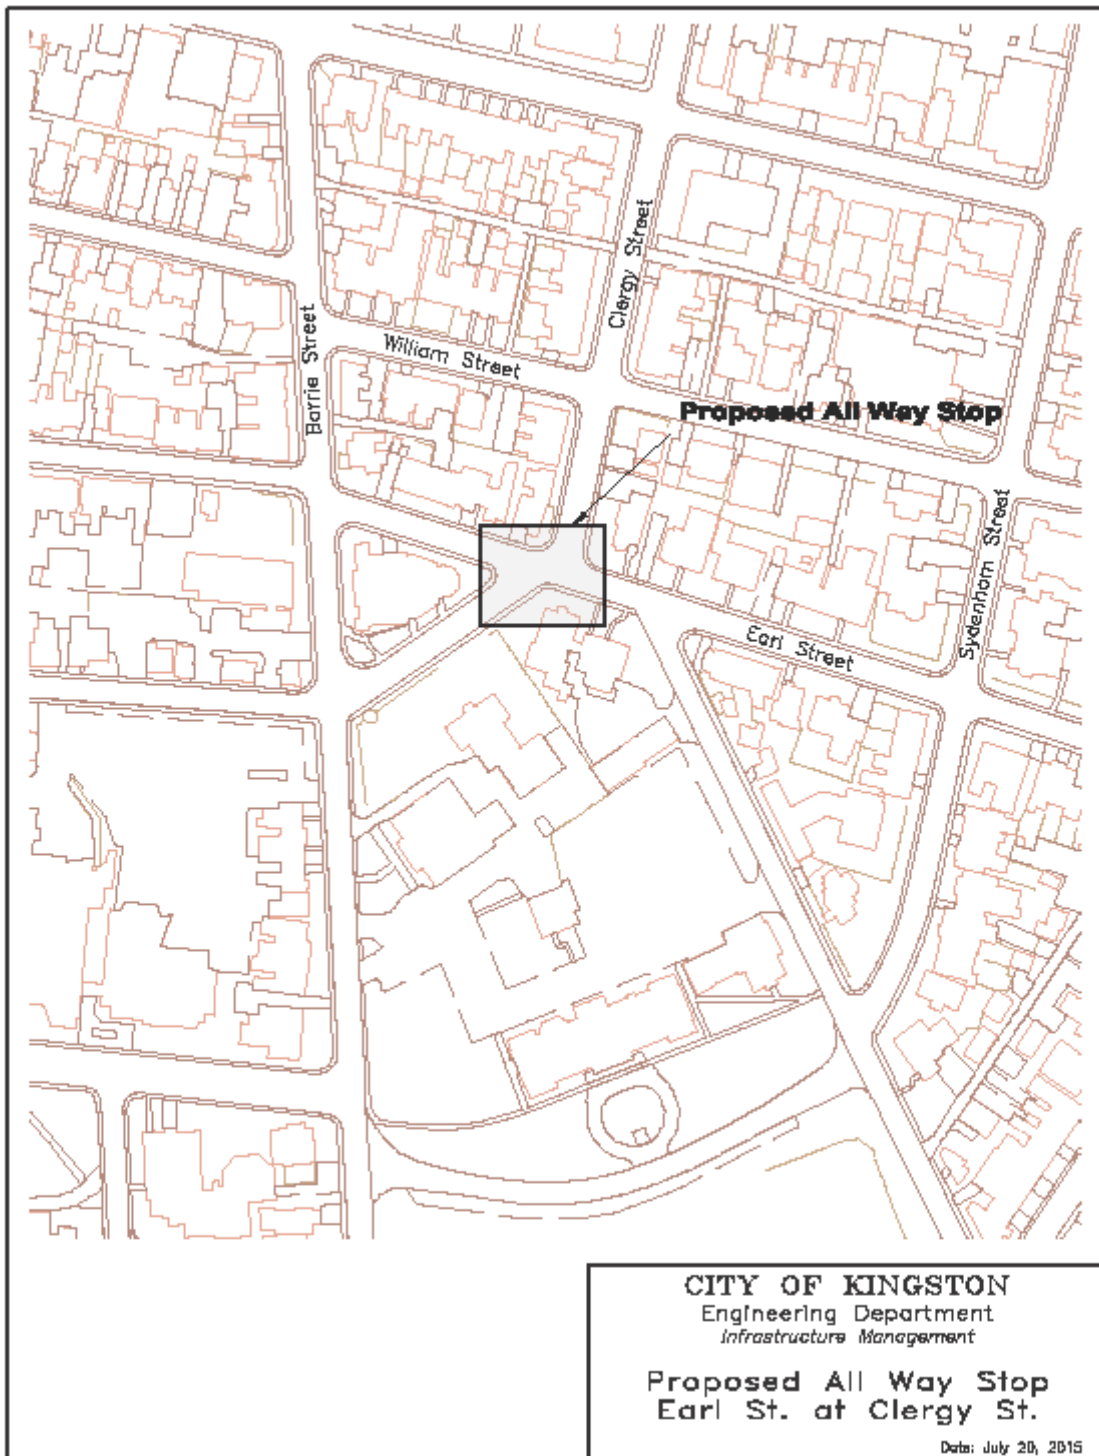 Clergy Street
Barrie Street
William Street
Proposed All Way Stop
Sydenham Street
Earl Street
CITY OF KINGSTON
Engineering Department
Infrastructure Management
Proposed All Way Stop
Earl St. at Clergy St.
Date: July 20, 2015